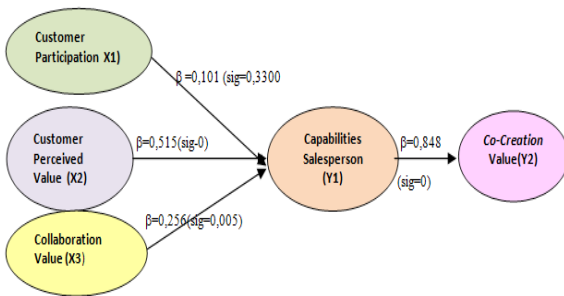 Customer
Participation X1)
β =0,101 (sig=0,3300
Customer
Perceived
Value (X2)
β=0,515(sig-0)
Capabilities
Salesperson
(Y1)
β=0,848
(sig=0)
Co-Creation
Value(Y2)
β=0,256(sig=0,005)
Collaboration
Value (X3)